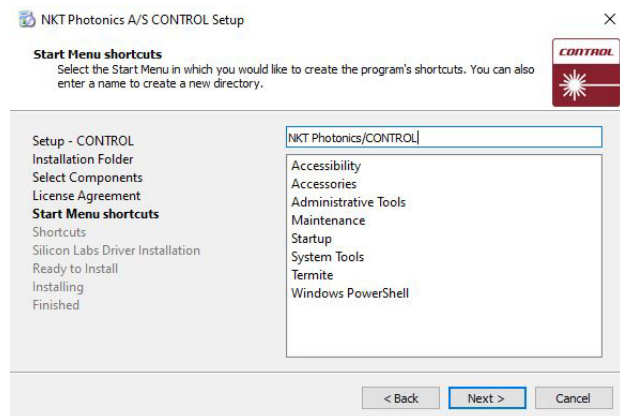 NKT Photonics A/S CONTROL Setup
Start Menu shortcuts
Select the Start Menu in which you would like to create the program's shortcuts. You can also
enter a name to create a new directory.
CONTROL
Setup - CONTROL
Installation Folder
Select Components
License Agreement
Start Menu shortcuts
Shortcuts
Silicon Labs Driver Installation
Ready to Install
Installing
Finished
NKT Photonics/CONTROL
Accessibility
Accessories
Administrative Tools
Maintenance
Startup
System Tools
Termite
Windows PowerShell
< Back
Next >
Cancel